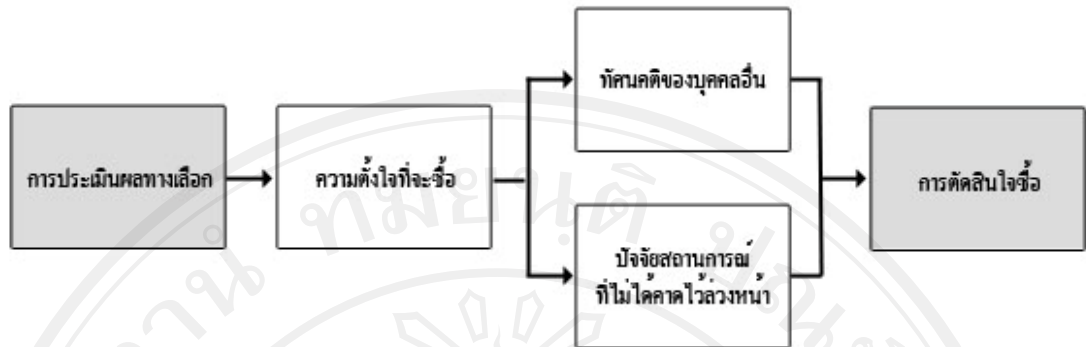 ทัศนคติของบุคคลอื่น
การประเมินผลทางเลือก
ความตั้งใจที่จะซื้อ
การตัดสินใจซื้อ
ปัจจัยสถานการณ์
ที่ไม่ได้คาดไว้ล่วงหน้า